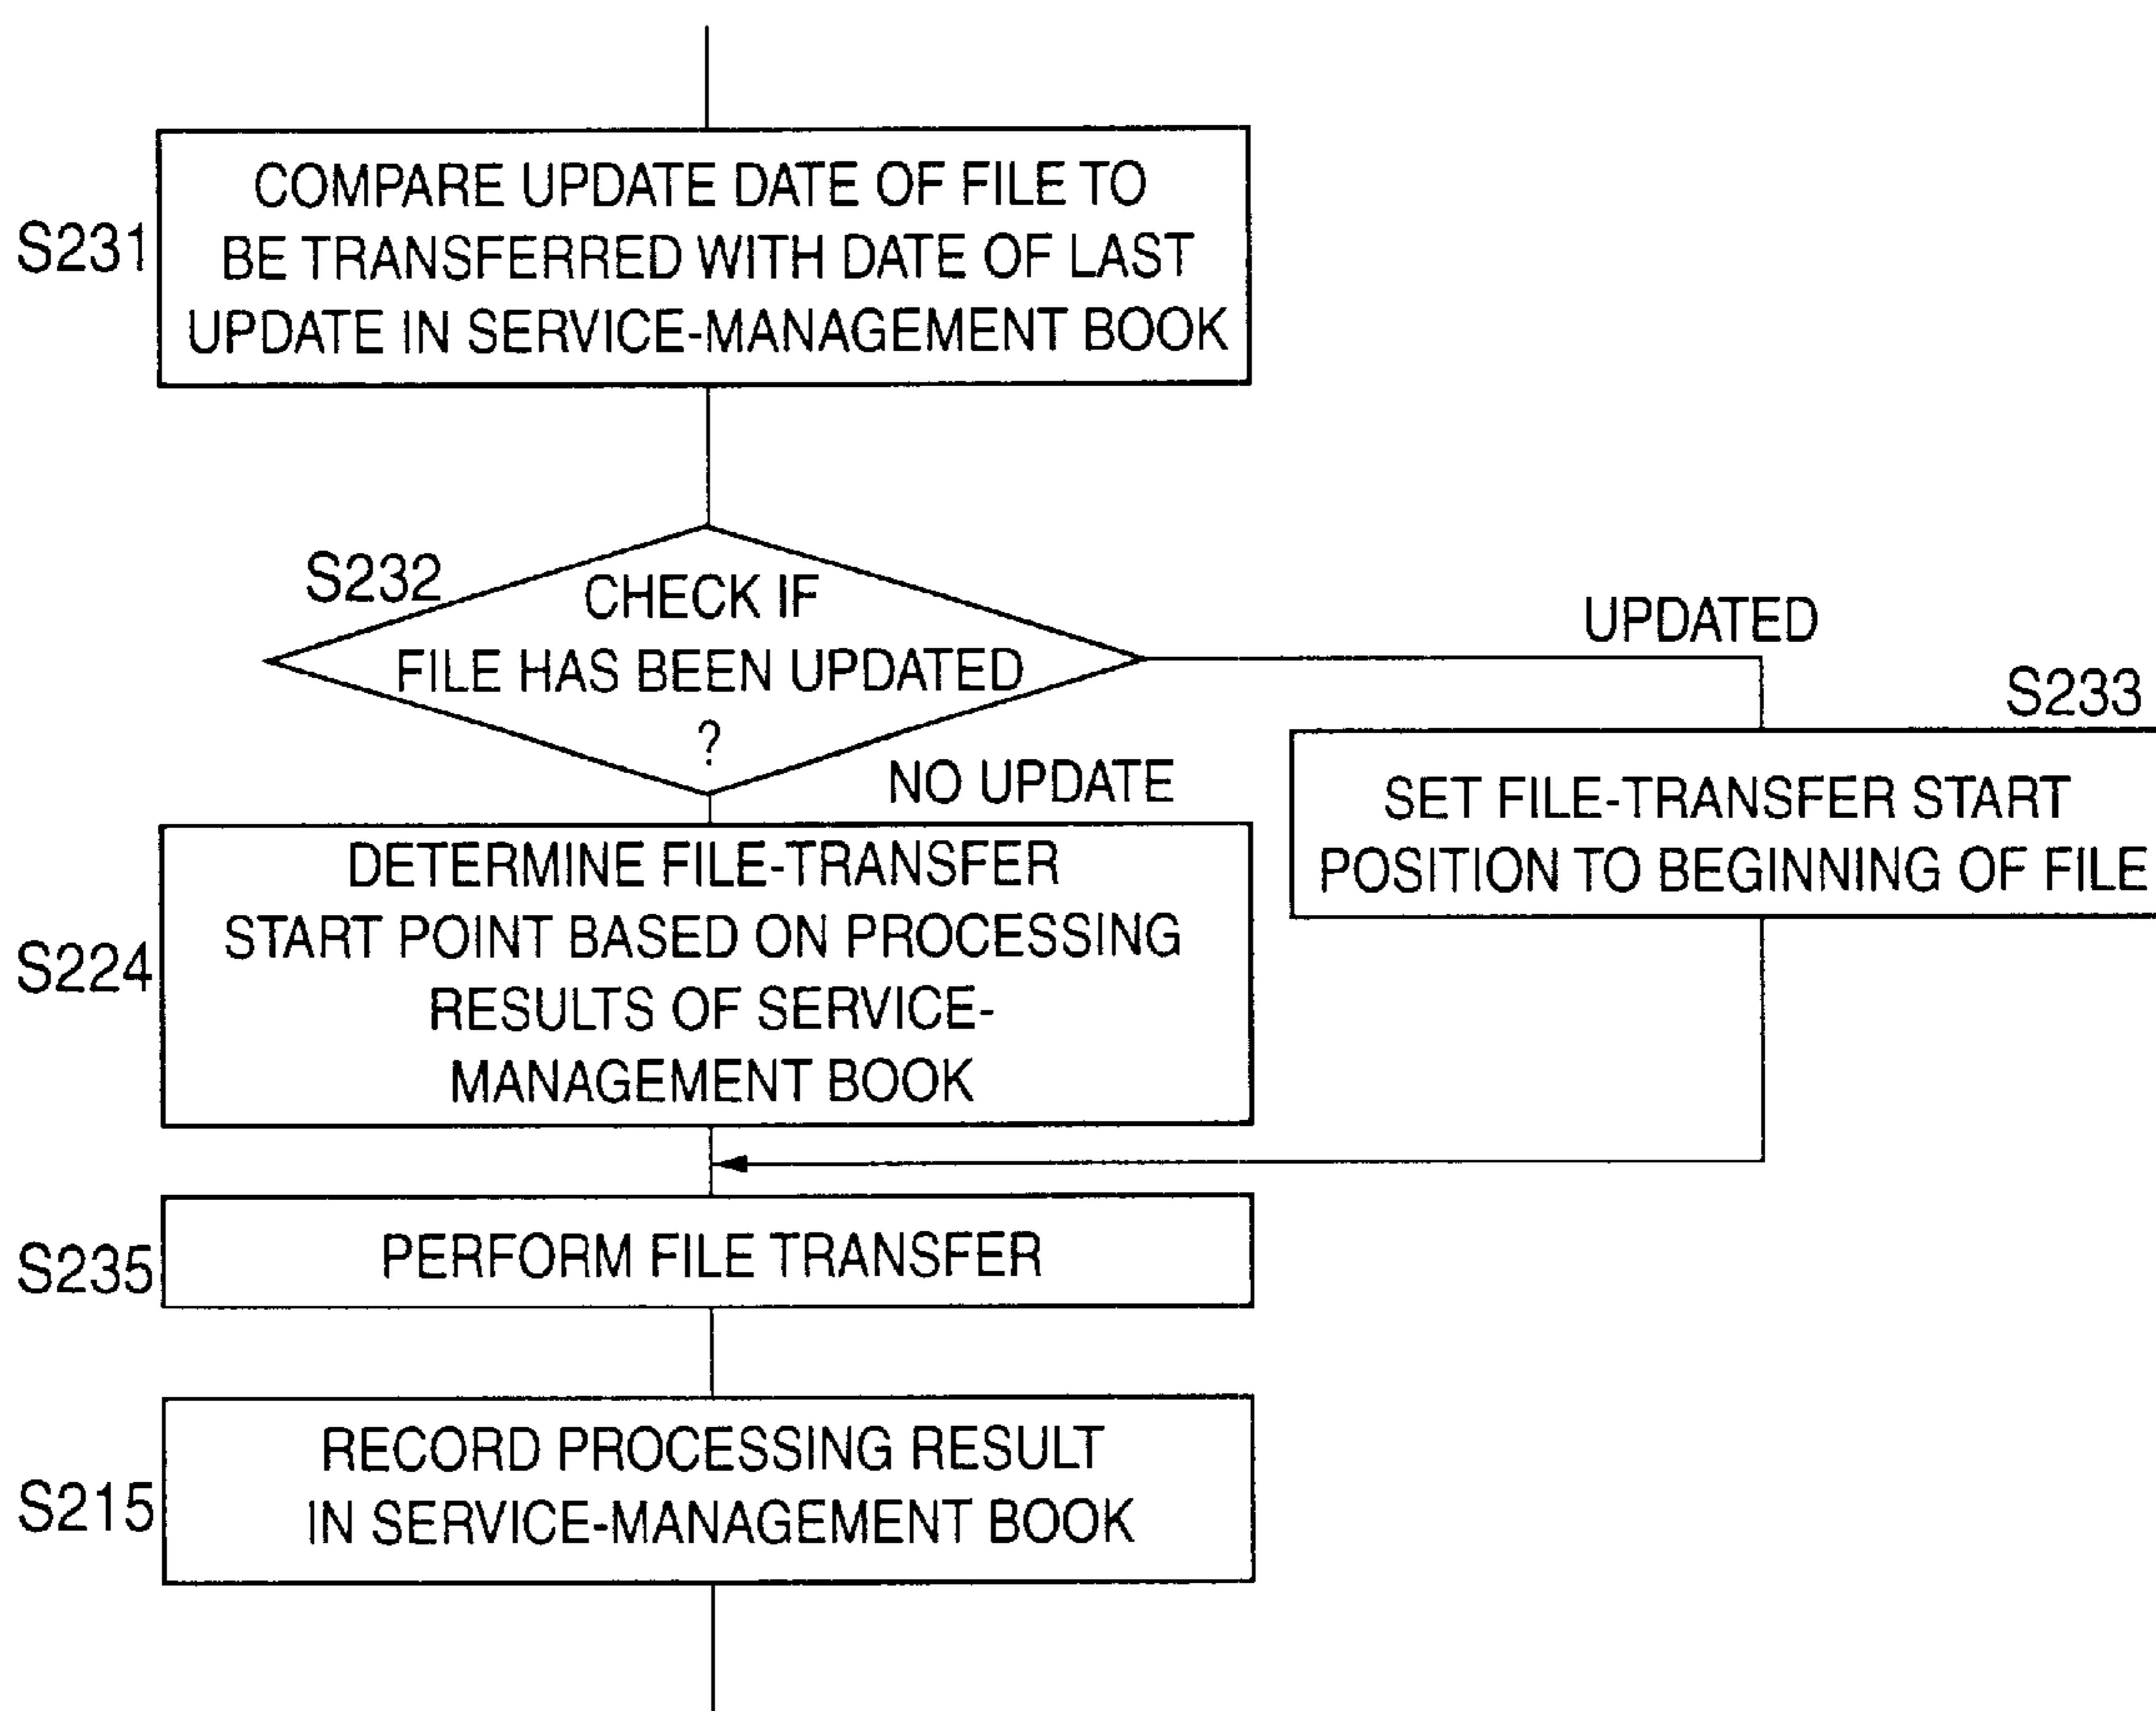 S231
COMPARE UPDATE DATE OF FILE TO
BE TRANSFERRED WITH DATE OF LAST
UPDATE IN SERVICE-MANAGEMENT BOOK
S232
CHECK IF
FILE HAS BEEN UPDATED
?
UPDATED
S233
SET FILE-TRANSFER START
POSITION TO BEGINNING OF FILE
NO UPDATE
S224
DETERMINE FILE-TRANSFER
START POINT BASED ON PROCESSING
RESULTS OF SERVICE-
MANAGEMENT BOOK
S235
PERFORM FILE TRANSFER
S215
RECORD PROCESSING RESULT
IN SERVICE-MANAGEMENT BOOK